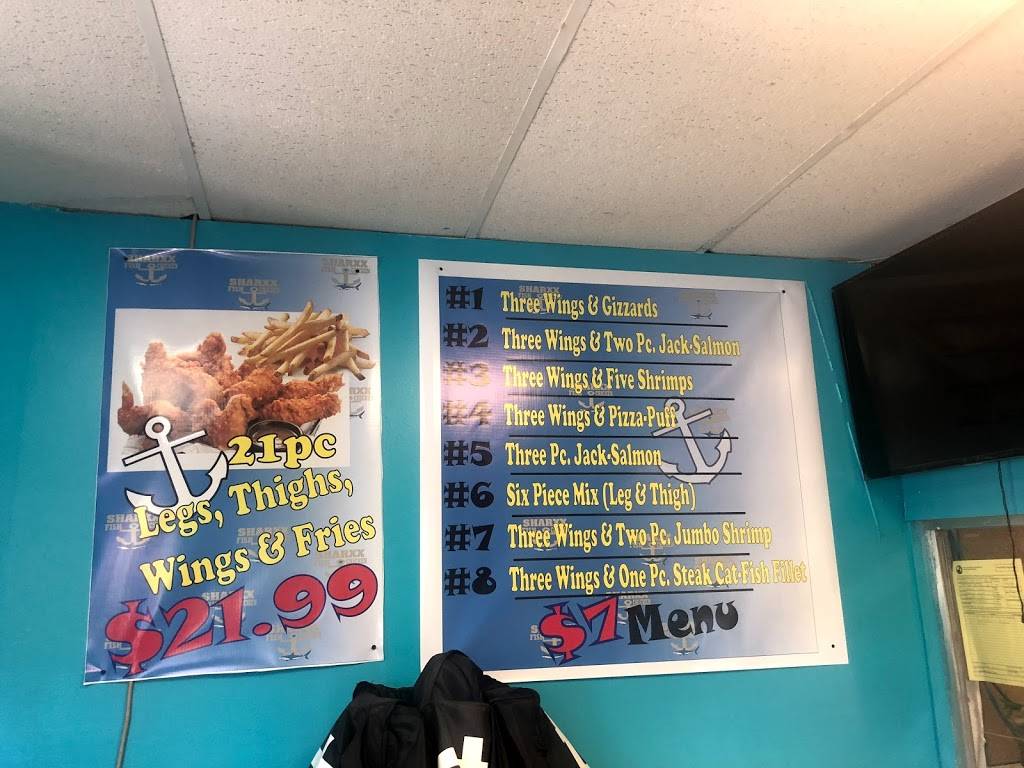 SHARXX
21pc
Legs, Thighs,
Wings & Fries
$21.99
#1 Three Wings & Gizzards
#2 Three Wings & Two Pc. Jack-Salmon
#3 Three Wings & Five Shrimps
#4 Three Wings & Pizza-Puff
#5 Three Pc. Jack-Salmon
#6 Six Piece Mix (Leg & Thigh)
#7 Three Wings & Two Pc. Jumbo Shrimp
#8 Three Wings & One Pc. Steak Cat-Fish Fillet
$7 Menu